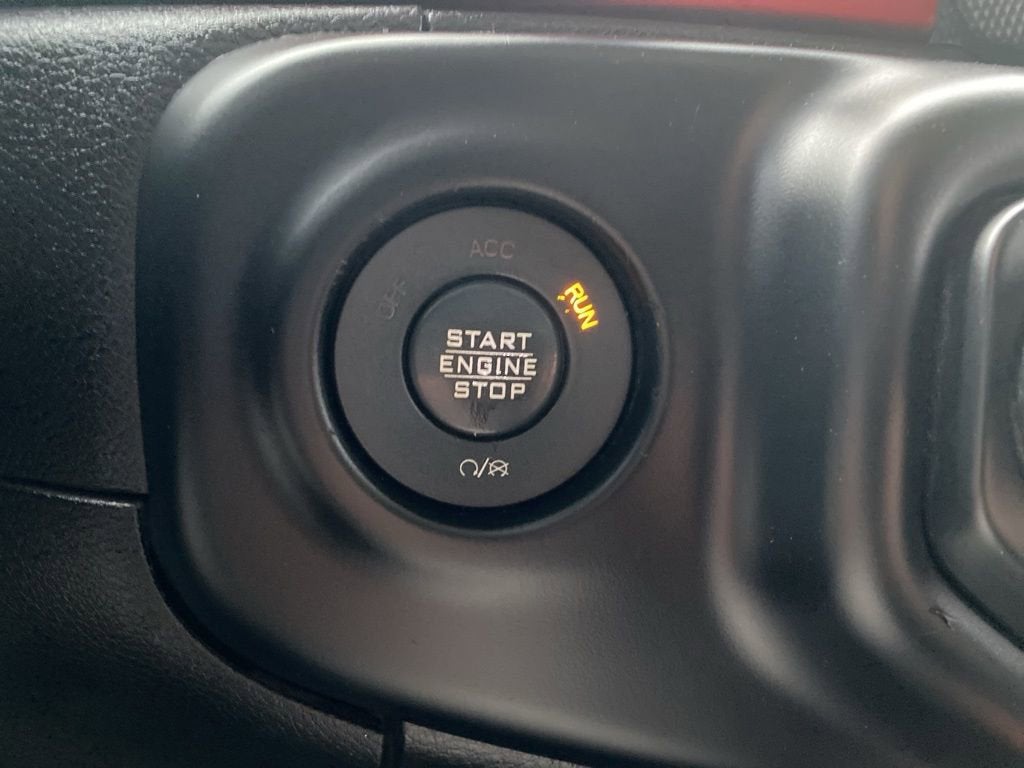 ACC
OFF
RUN
START
ENGINE
STOP